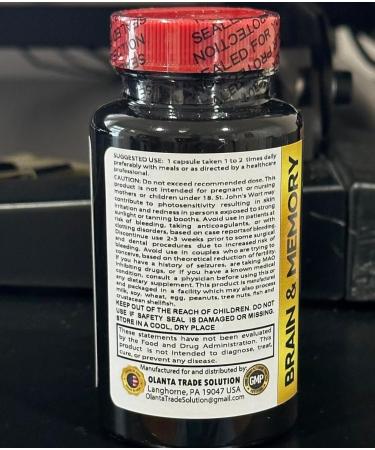 SEALED FOR
PROTECTION
SEALED FOR
SUGGESTED USE: 1 capsule taken 1 to 2 times daily
preferably with meals or as directed by a healthcare
professional.
CAUTION: Do not exceed recommended dose. This
product is not intended for pregnant or nursing
mothers or children under 18. St. John's Wort may
contribute to photosensitivity resulting in skin
irritation and redness in persons exposed to strong
sunlight or tanning booths. Avoid use in patients at
risk of bleeding, taking anticoagulants, or with
clotting disorders, based on case reports of bleeding.
Discontinue use 2-3 weeks prior to some surgical
and dental procedures due to increased risk of
bleeding. Avoid use in couples who are trying to
conceive, based on theoretical reduction of fertility.
If you have a history of seizures, are taking MAO
inhibiting drugs, or if you have a known medical
condition, consult a physician before using this or
any dietary supplement. This product is manufactured
and packaged in a facility which may also process
milk, soy, wheat, egg, peanuts, tree nuts, fish and
crustacean shellfish.
KEEP OUT OF THE REACH OF CHILDREN. DO NOT
USE IF SAFETY SEAL IS DAMAGED OR MISSING.
STORE IN A COOL, DRY PLACE
These statements have not been evaluated
by the Food and Drug Administration. This
product is not intended to diagnose, treat,
cure, or prevent any disease.
Manufactured for and distributed by:
OLANTA TRADE SOLUTION
Langhorne, PA 19047 USA
OlantaTradeSolution@gmail.com
GMP
BRAIN & MEMORY